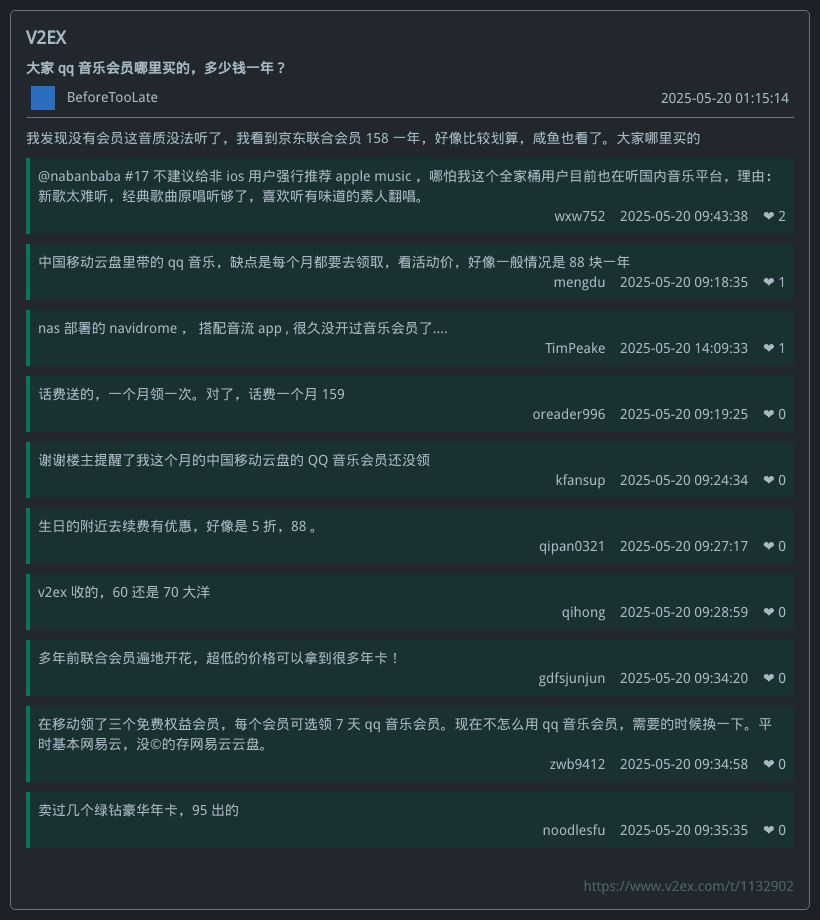 V2EX
大家 qq 音乐会员哪里买的，多少钱一年？
BeforeTooLate
2025-05-20 01:15:14
我发现没有会员这音质没法听了，我看到京东联合会员 158 一年，好像比较划算，咸鱼也看了。大家哪里买的
@nabanbaba #17 不建议给非 ios 用户强行推荐 apple music ，哪怕我这个全家桶用户目前也在听国内音乐平台，理由：
新歌太难听，经典歌曲原唱听够了，喜欢听有味道的素人翻唱。
wxw752 2025-05-20 09:43:38 ❤ 2
中国移动云盘里带的 qq 音乐，缺点是每个月都要去领取，看活动价，好像一般情况是 88 块一年
mengdu 2025-05-20 09:18:35 ❤ 1
nas 部署的 navidrome ， 搭配音流 app , 很久没开过音乐会员了....
TimPeake 2025-05-20 14:09:33 ❤ 1
话费送的，一个月领一次。对了，话费一个月 159
oreader996 2025-05-20 09:19:25 ❤ 0
谢谢楼主提醒了我这个月的中国移动云盘的 QQ 音乐会员还没领
kfansup 2025-05-20 09:24:34 ❤ 0
生日的附近去续费有优惠，好像是 5 折，88 。
qipan0321 2025-05-20 09:27:17 ❤ 0
v2ex 收的，60 还是 70 大洋
qihong 2025-05-20 09:28:59 ❤ 0
多年前联合会员遍地开花，超低的价格可以拿到很多年卡！
gdfsjunjun 2025-05-20 09:34:20 ❤ 0
在移动领了三个免费权益会员，每个会员可选领 7 天 qq 音乐会员。现在不怎么用 qq 音乐会员，需要的时候换一下。平
时基本网易云，没©的存网易云云盘。
zwb9412 2025-05-20 09:34:58 ❤ 0
卖过几个绿钻豪华年卡，95 出的
noodlesfu 2025-05-20 09:35:35 ❤ 0
https://www.v2ex.com/t/1132902